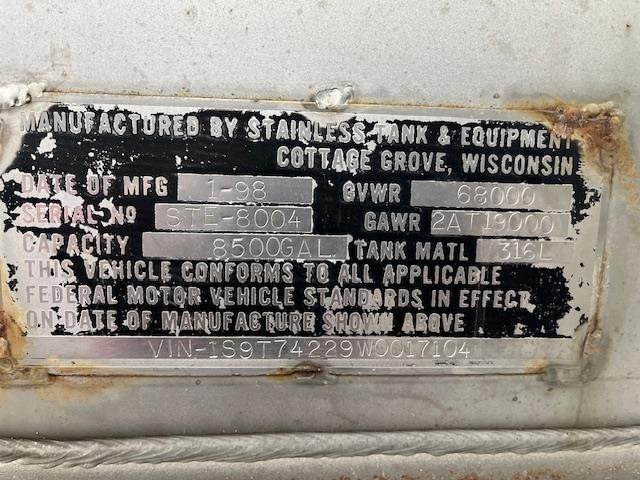 MANUFACTURED BY STAINLESS TANK & EQUIPMENT
COTTAGE GROVE, WISCONSIN
DATE OF MFG 1-98 GVWR 68000
SERIAL NO STE-8004 GAWR 2AT19000
CAPACITY 8500GAL. TANK MATL 316L
THIS VEHICLE CONFORMS TO ALL APPLICABLE
FEDERAL MOTOR VEHICLE STANDARDS IN EFFECT
ON DATE OF MANUFACTURE SHOWN ABOVE
VIN-1S9T74229W0017104